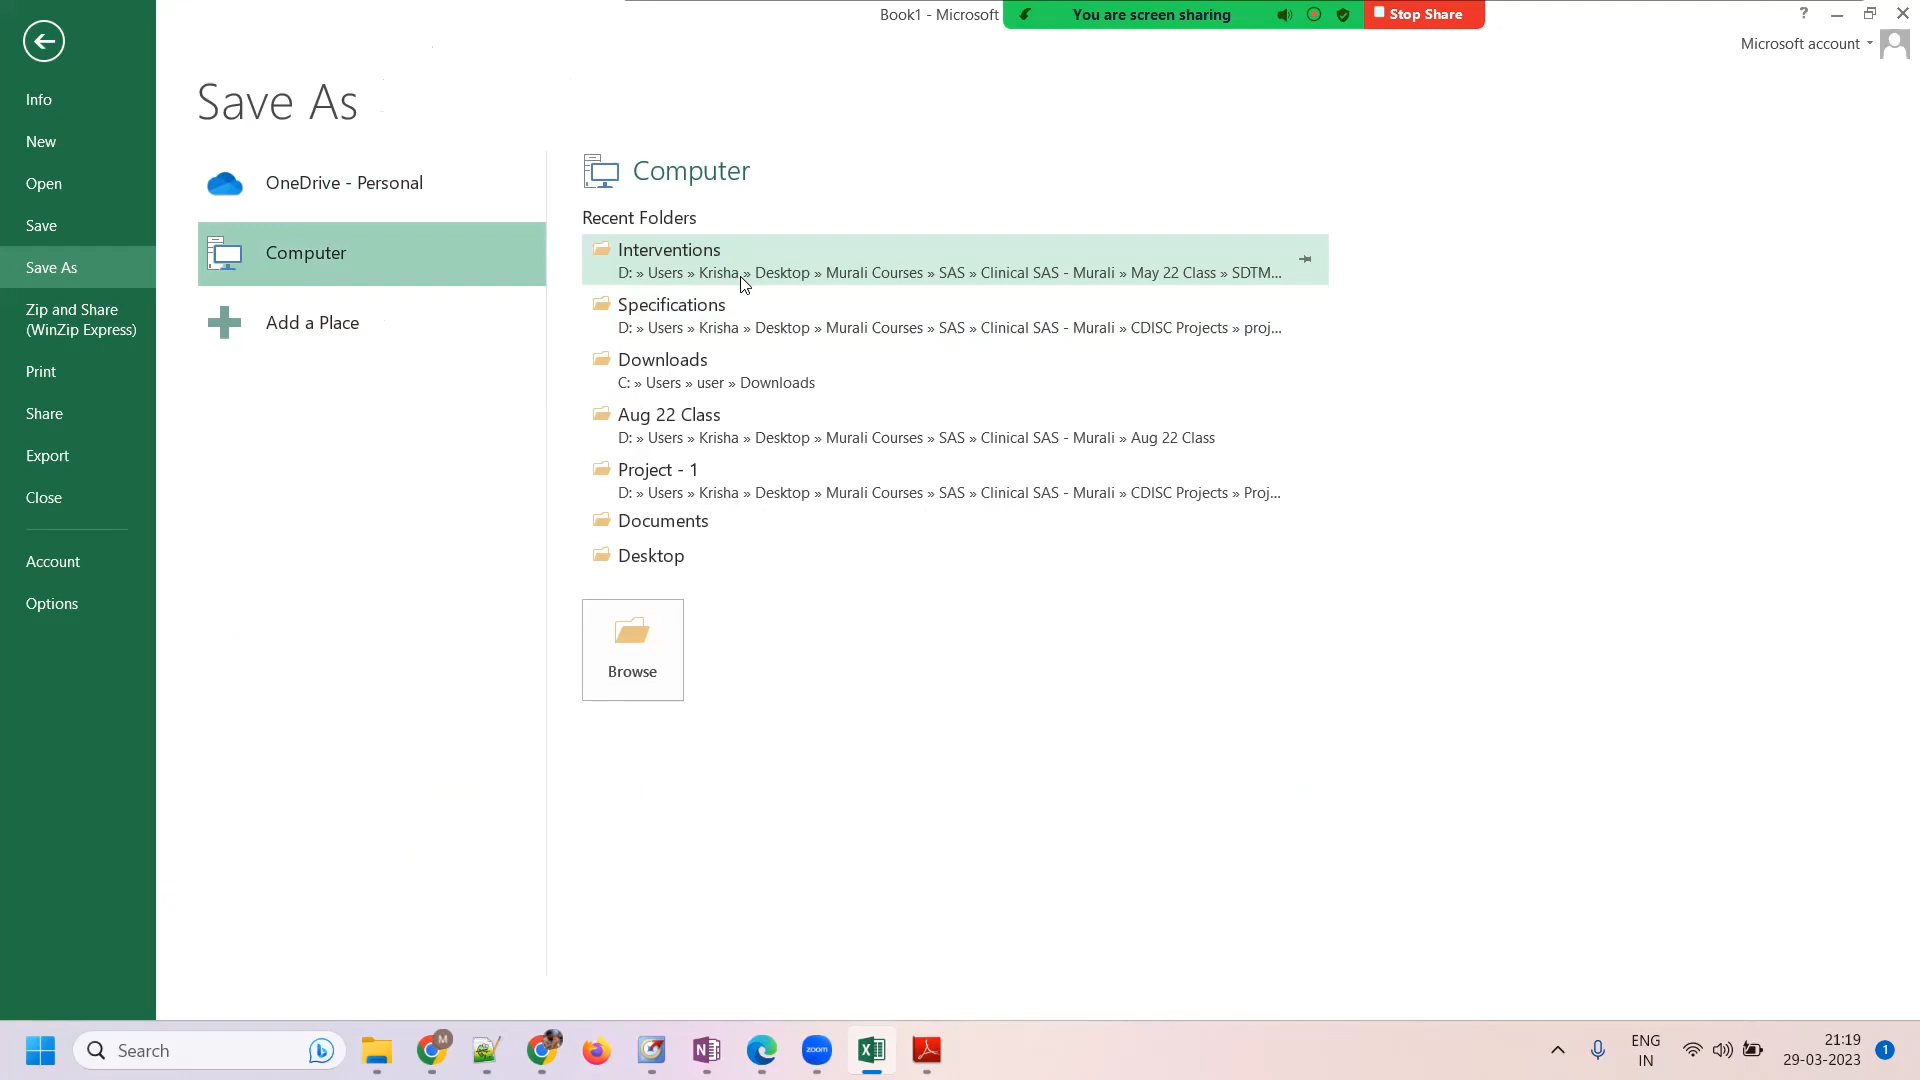 Book1 - Microsoft
You are screen sharing
Stop Share
?
Microsoft account
Info
New
Open
Save
Save As
Zip and Share
(WinZip Express)
Print
Share
Export
Close
Account
Options
Save As
OneDrive - Personal
Computer
Add a Place
Computer
Recent Folders
Interventions
D: » Users » Krisha » Desktop » Murali Courses » SAS » Clinical SAS - Murali » May 22 Class » SDTM...
Specifications
D: » Users » Krisha » Desktop » Murali Courses » SAS » Clinical SAS - Murali » CDISC Projects » proj...
Downloads
C: » Users » user » Downloads
Aug 22 Class
D: » Users » Krisha » Desktop » Murali Courses » SAS » Clinical SAS - Murali » Aug 22 Class
Project - 1
D: » Users » Krisha » Desktop » Murali Courses » SAS » Clinical SAS - Murali » CDISC Projects » Proj...
Documents
Desktop
Browse
Search
M
zoom
ENG
IN
21:19
29-03-2023
1